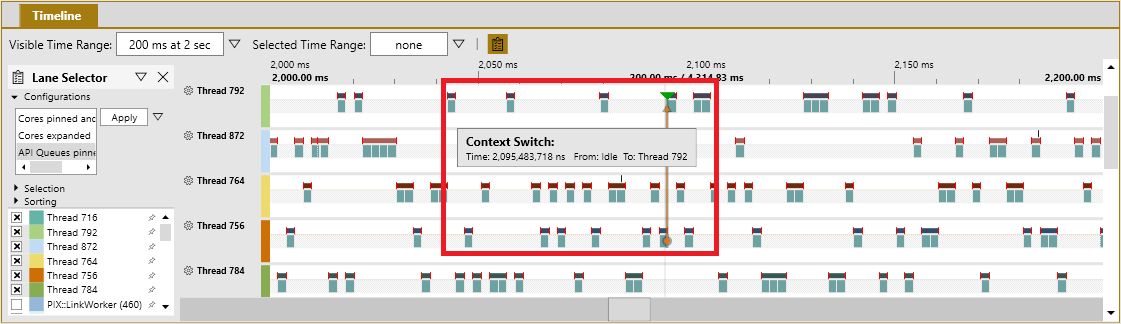 Timeline
Visible Time Range: 200 ms at 2 sec Selected Time Range: none
Lane Selector
Configurations
Cores pinned and
Cores expanded
API Queues pinne
Apply
Selection
Sorting
Thread 716
Thread 792
Thread 872
Thread 764
Thread 756
Thread 784
PIX::LinkWorker (460)
2,000 ms 2,050 ms 2,100 ms 2,150 ms
2,000.00 ms 200.00 ms / 4,314.83 ms 2,200.00 ms
Thread 792
Thread 872
Context Switch:
Time: 2,095,483,718 ns From: Idle To: Thread 792
Thread 764
Thread 756
Thread 784